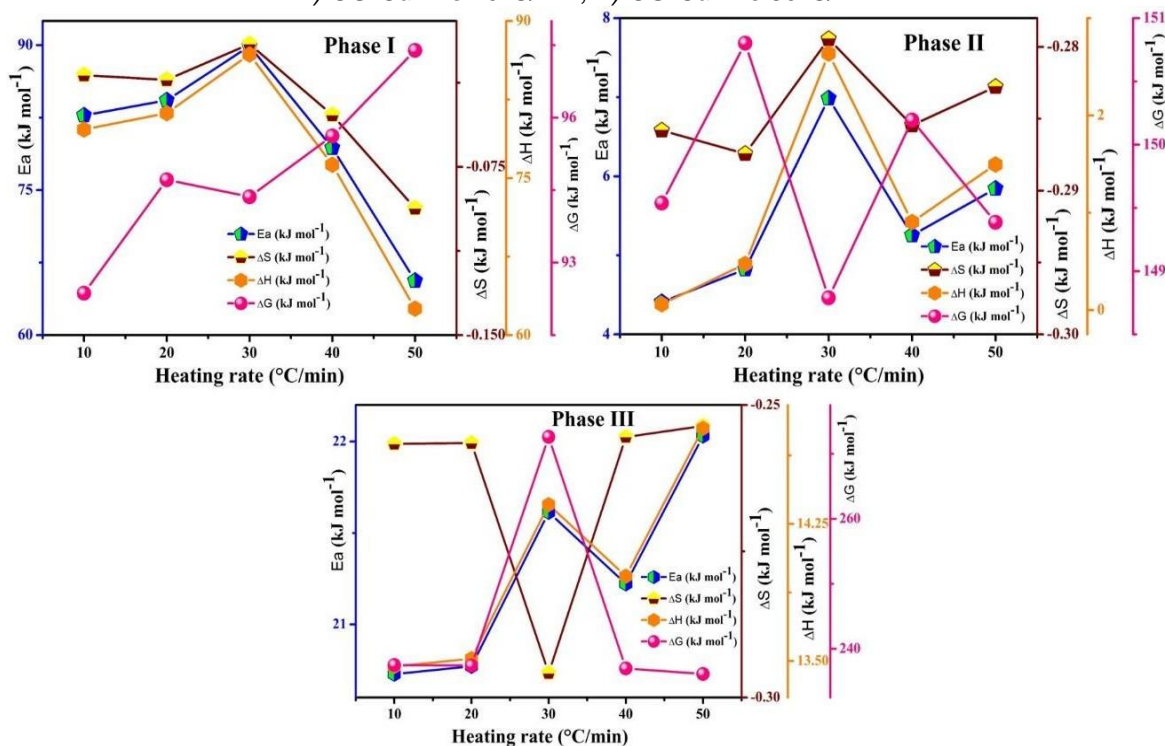 Phase I
Ea (kJ mol-1)
90
75
60
Ea (kJ mol-1)
ΔS (kJ mol-1)
ΔH (kJ mol-1)
ΔG (kJ mol-1)
10 20 30 40 50
Heating rate (°C/min)
-0.075
-0.150
ΔS (kJ mol-1)
90
75
60
ΔH (kJ mol-1)
96
93
ΔG (kJ mol-1)
Phase II
Ea (kJ mol-1)
8
6
4
Ea (kJ mol-1)
ΔS (kJ mol-1)
ΔH (kJ mol-1)
ΔG (kJ mol-1)
10 20 30 40 50
Heating rate (°C/min)
-0.28
-0.29
-0.30
ΔS (kJ mol-1)
2
0
ΔH (kJ mol-1)
151
150
149
ΔG (kJ mol-1)
Phase III
Ea (kJ mol-1)
22
21
Ea (kJ mol-1)
ΔS (kJ mol-1)
ΔH (kJ mol-1)
ΔG (kJ mol-1)
10 20 30 40 50
Heating rate (°C/min)
-0.25
-0.30
ΔS (kJ mol-1)
14.25
13.50
ΔH (kJ mol-1)
260
240
ΔG (kJ mol-1)